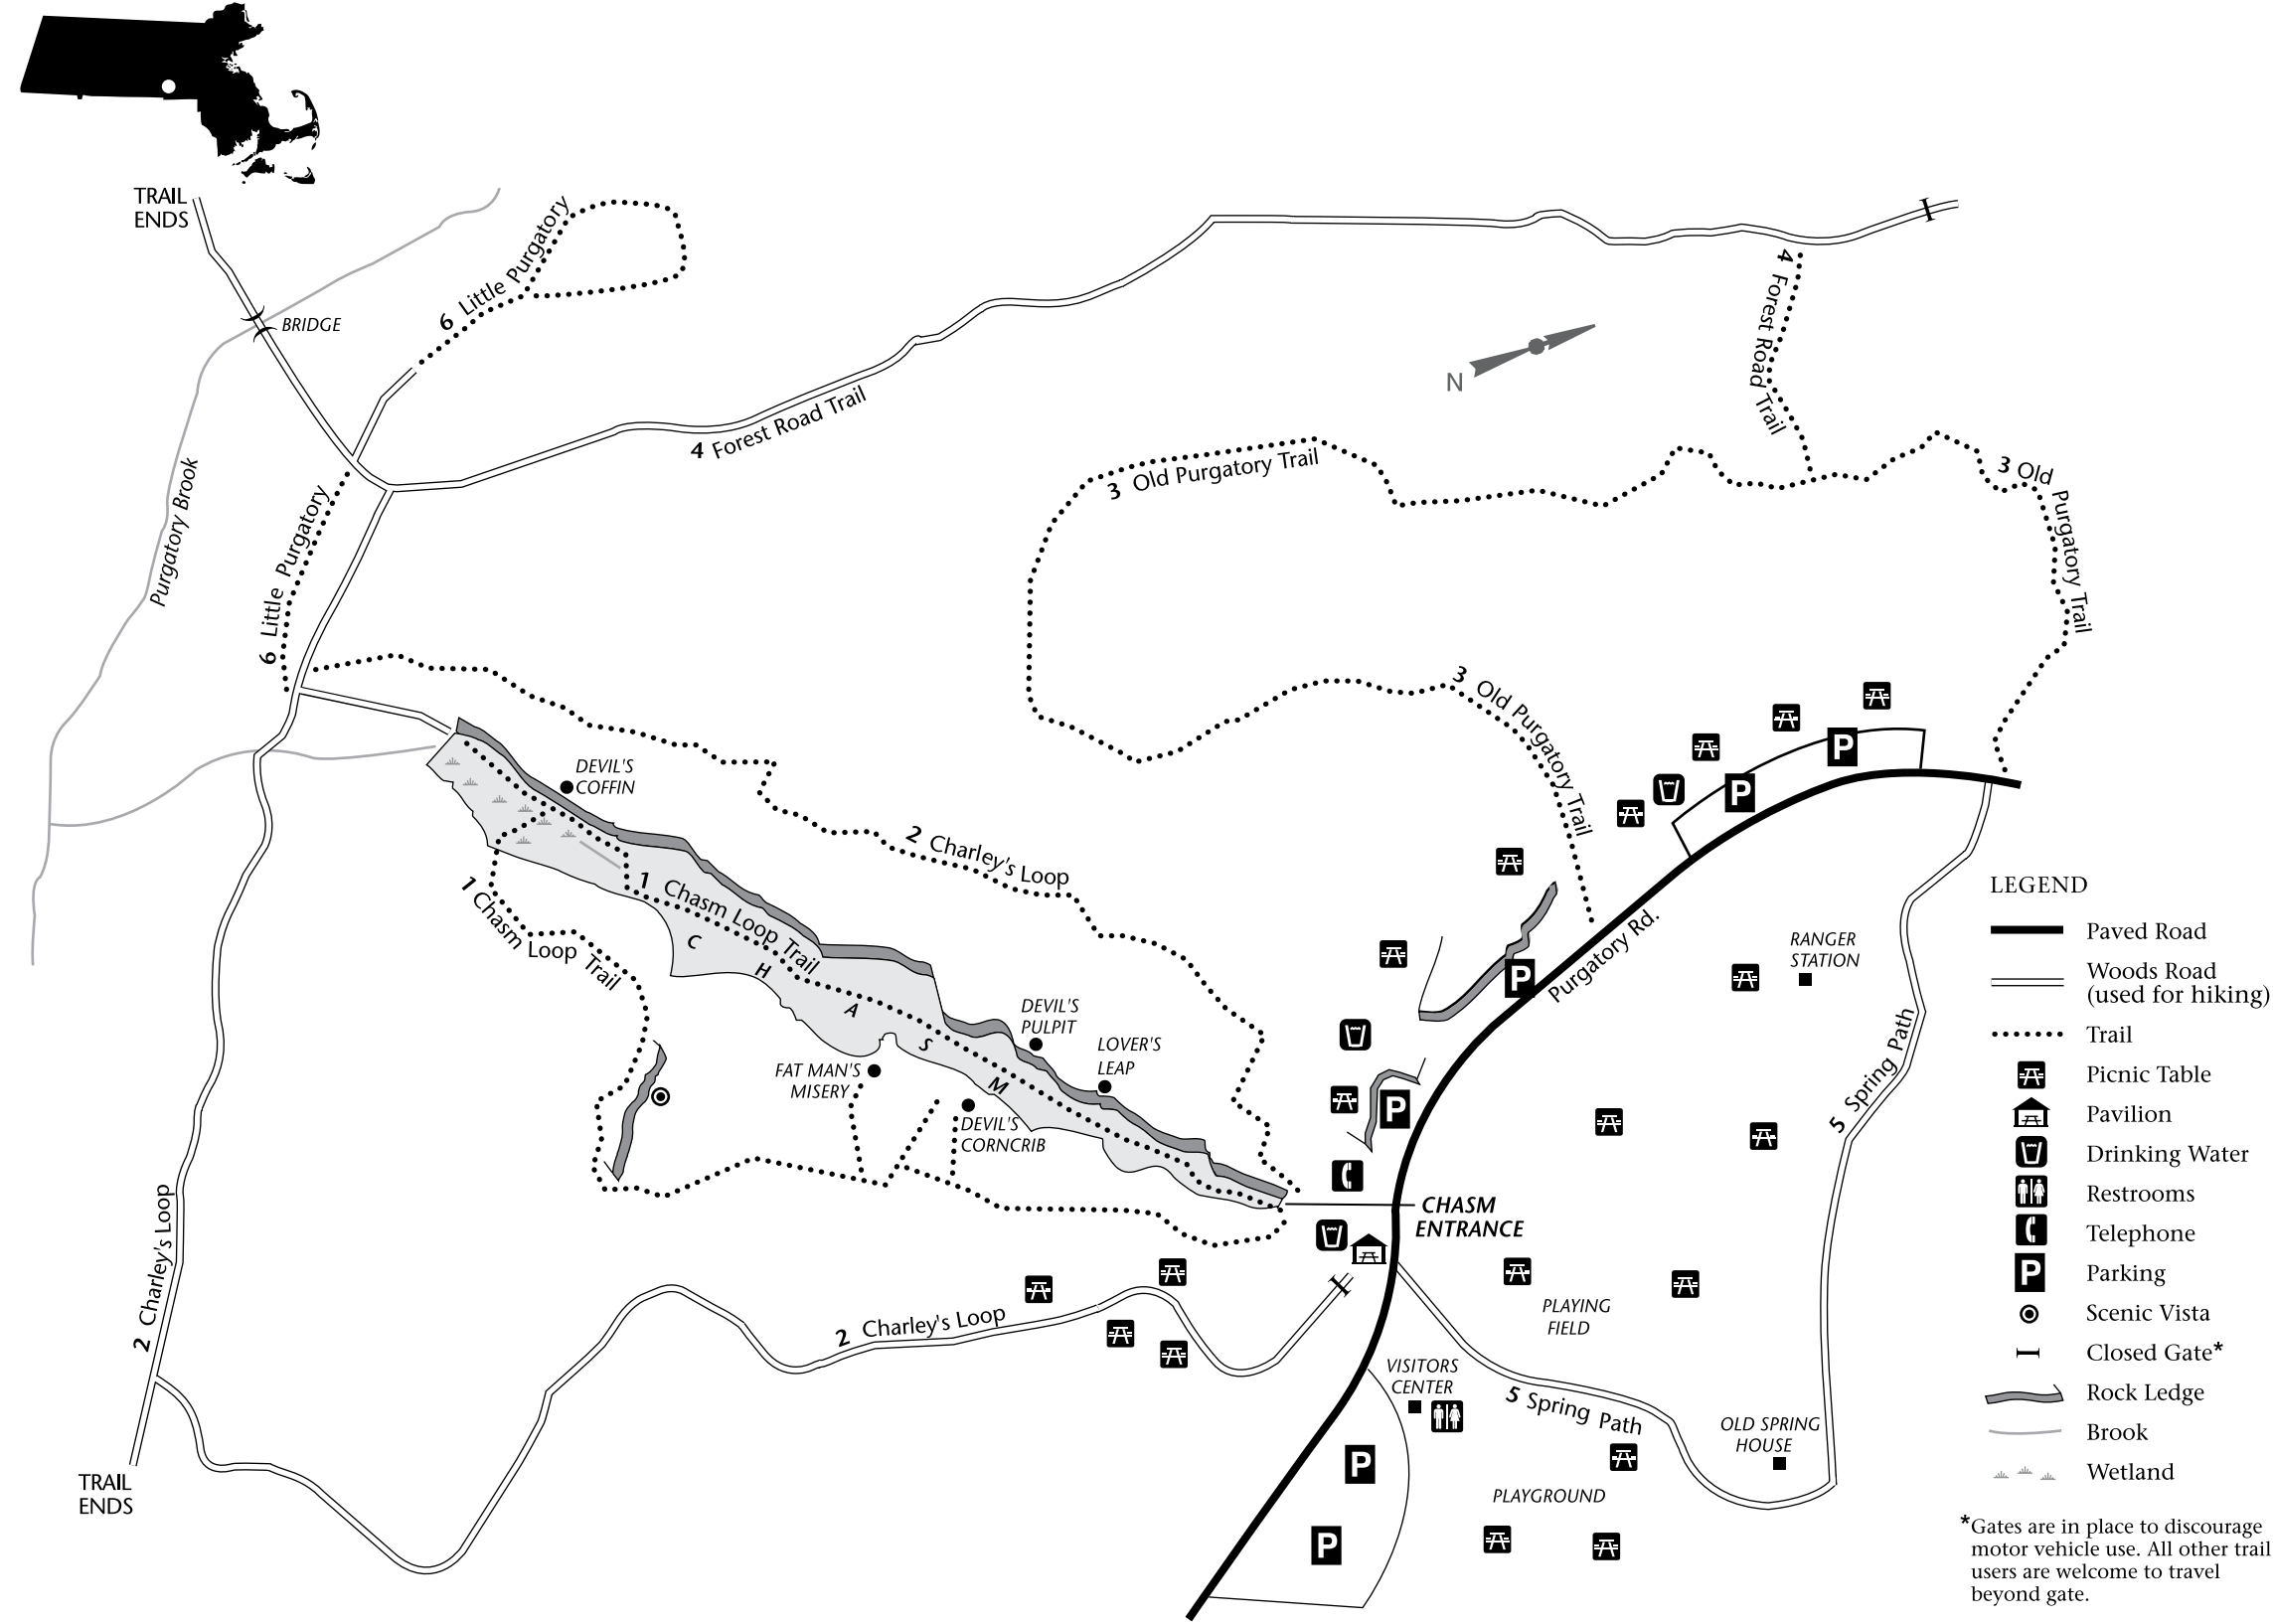 TRAIL
ENDS
BRIDGE
6 Little Purgatory
4 Forest Road Trail
N
4 Forest Road Trail
Purgatory Brook
6 Little Purgatory
3 Old Purgatory Trail
3 Old Purgatory Trail
3 Old Purgatory Trail
DEVIL'S
COFFIN
2 Charley's Loop
1 Chasm Loop Trail
1 Chasm Loop Trail
C H A S M
P
P
P
Purgatory Rd.
RANGER
STATION
DEVIL'S
PULPIT
LOVER'S
LEAP
FAT MAN'S
MISERY
DEVIL'S
CORNCRIB
P
5 Spring Path
CHASM
ENTRANCE
2 Charley's Loop
2 Charley's Loop
PLAYING
FIELD
VISITORS
CENTER
5 Spring Path
OLD SPRING
HOUSE
P
PLAYGROUND
P
TRAIL
ENDS
LEGEND
Paved Road
Woods Road
(used for hiking)
Trail
Picnic Table
Pavilion
Drinking Water
Restrooms
Telephone
P Parking
Scenic Vista
Closed Gate*
Rock Ledge
Brook
Wetland
*Gates are in place to discourage
motor vehicle use. All other trail
users are welcome to travel
beyond gate.